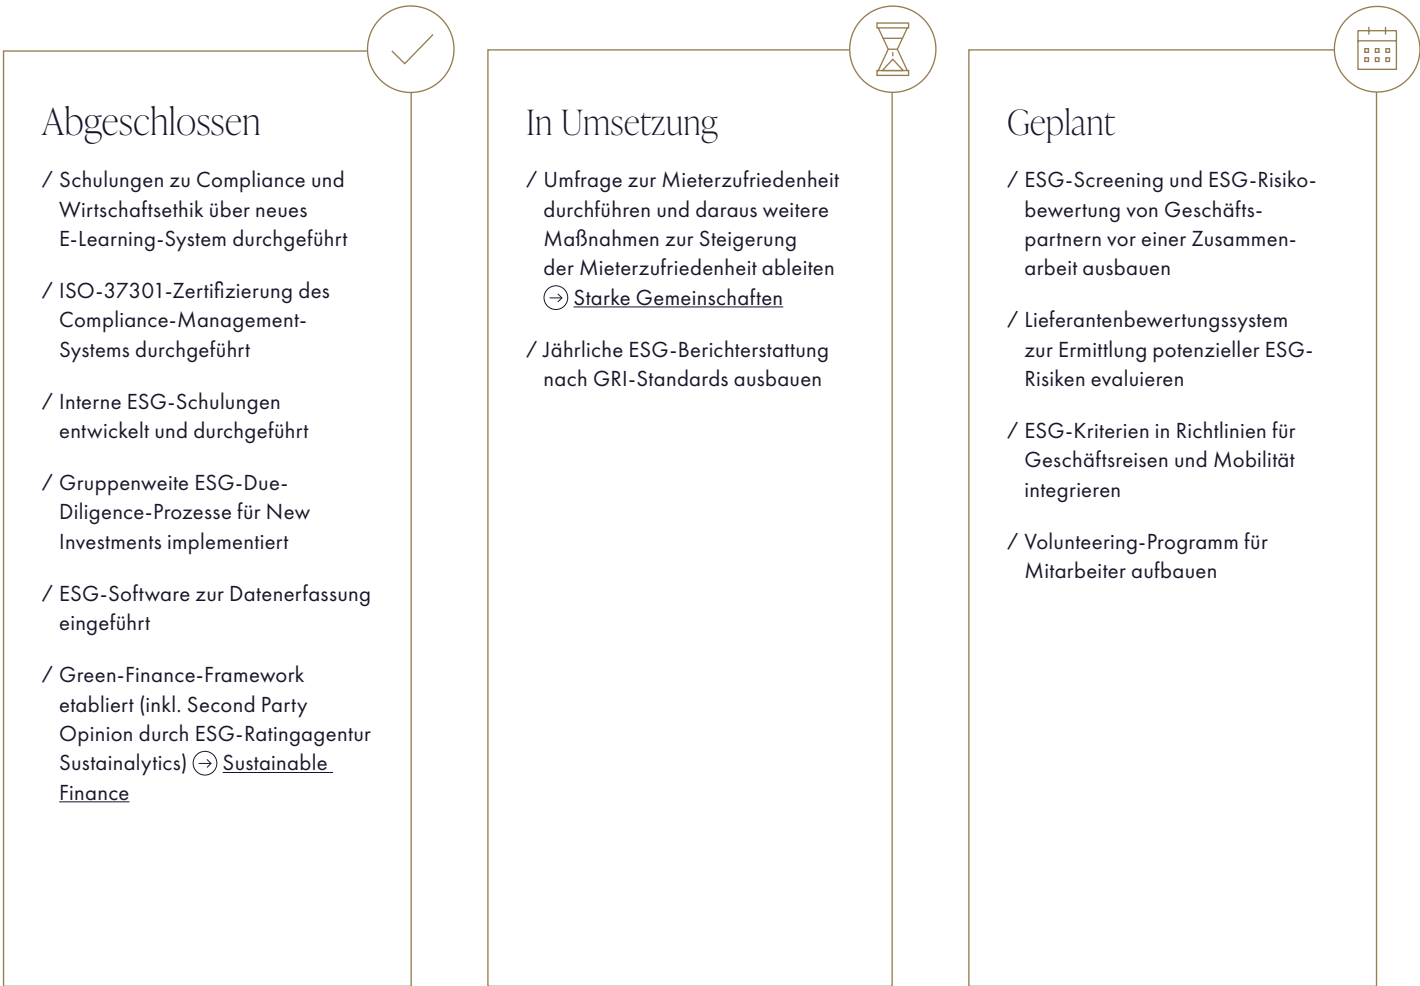 Abgeschlossen
/ Schulungen zu Compliance und
Wirtschaftsethik über neues
E-Learning-System durchgeführt
/ ISO-37301-Zertifizierung des
Compliance-Management-
Systems durchgeführt
/ Interne ESG-Schulungen
entwickelt und durchgeführt
/ Gruppenweite ESG-Due-
Diligence-Prozesse für New
Investments implementiert
/ ESG-Software zur Datenerfassung
eingeführt
/ Green-Finance-Framework
etabliert (inkl. Second Party
Opinion durch ESG-Ratingagentur
Sustainalytics) → Sustainable
Finance
In Umsetzung
/ Umfrage zur Mieterzufriedenheit
durchführen und daraus weitere
Maßnahmen zur Steigerung
der Mieterzufriedenheit ableiten
→ Starke Gemeinschaften
/ Jährliche ESG-Berichterstattung
nach GRI-Standards ausbauen
Geplant
/ ESG-Screening und ESG-Risiko-
bewertung von Geschäfts-
partnern vor einer Zusammen-
arbeit ausbauen
/ Lieferantenbewertungssystem
zur Ermittlung potenzieller ESG-
Risiken evaluieren
/ ESG-Kriterien in Richtlinien für
Geschäftsreisen und Mobilität
integrieren
/ Volunteering-Programm für
Mitarbeiter aufbauen